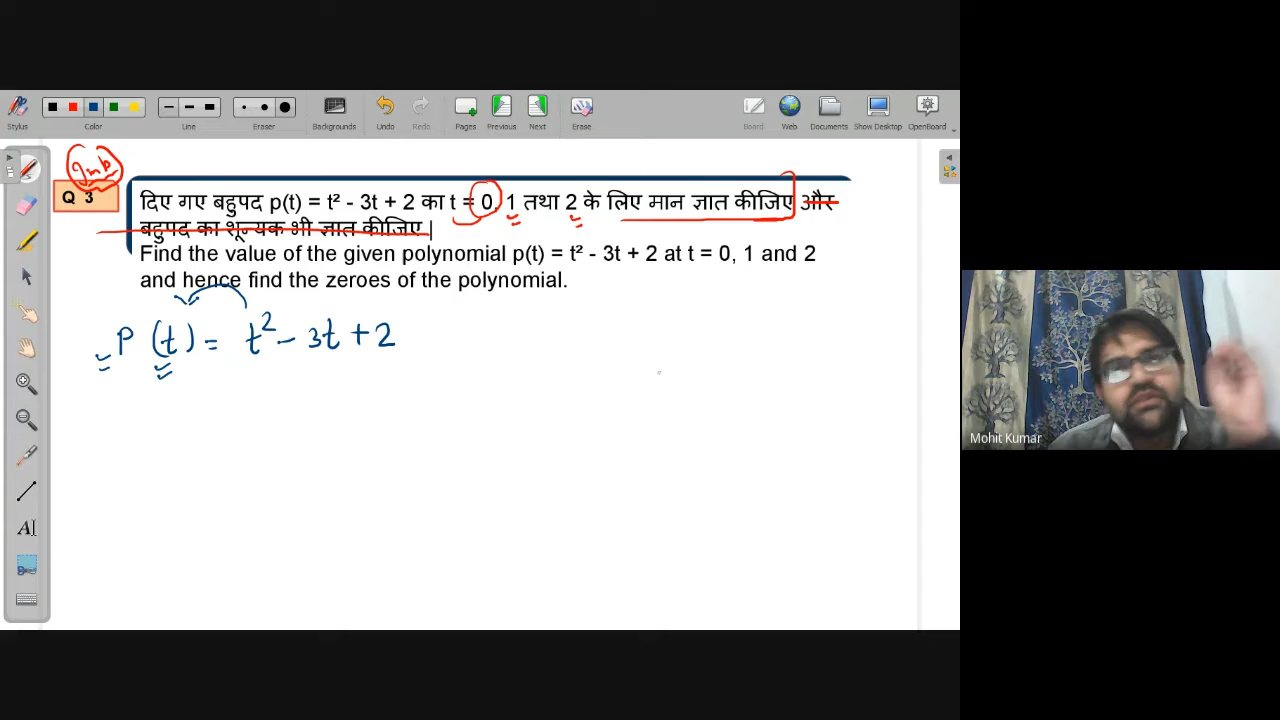 Stylus Color Line Eraser Backgrounds Undo Redo Pages Previous Next Erase Board Web Documents Show Desktop OpenBoard
Imb
Q 3
दिए गए बहुपद p(t) = t² - 3t + 2 का t = 0, 1 तथा 2 के लिए मान ज्ञात कीजिए और
बहुपद का शून्यक भी ज्ञात कीजिए |
Find the value of the given polynomial p(t) = t² - 3t + 2 at t = 0, 1 and 2
and hence find the zeroes of the polynomial.
P (t) = t² - 3t + 2
Mohit Kumar